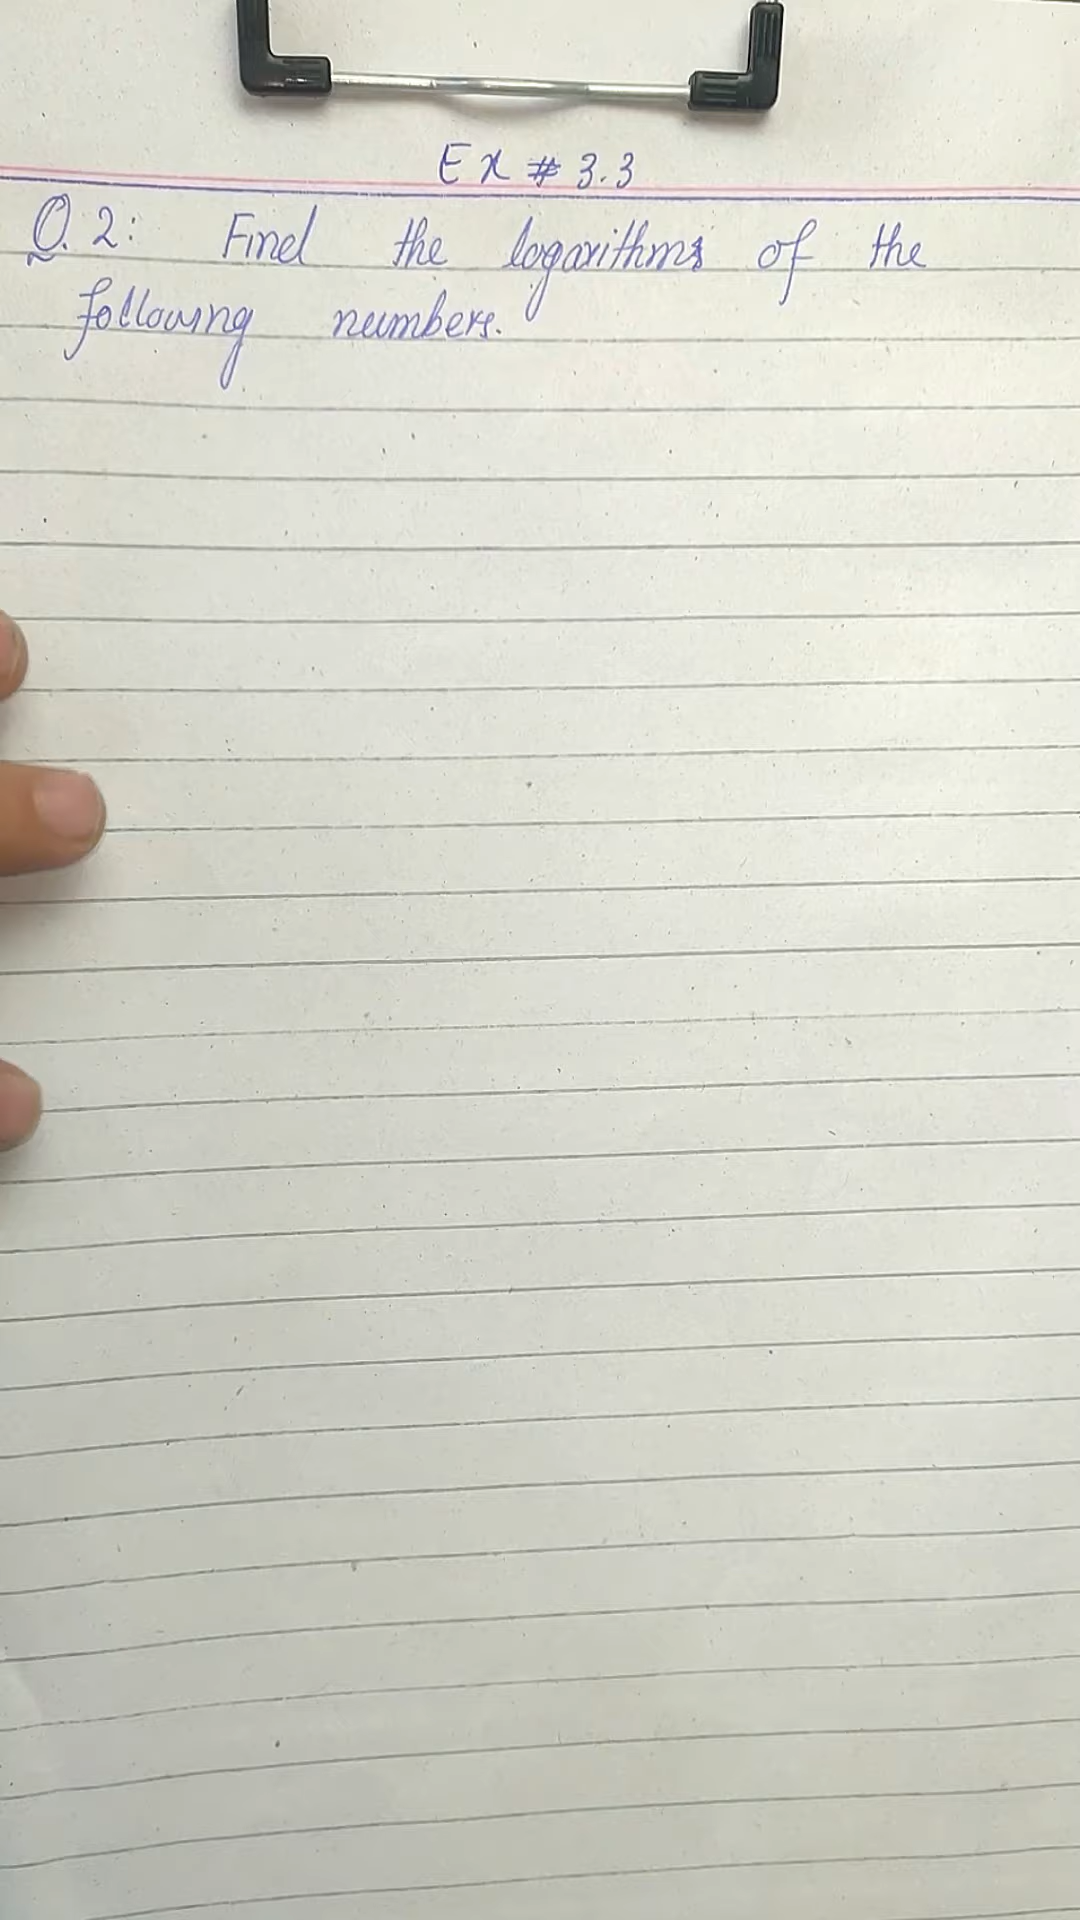 Ex # 3.3
Q.2: Find the logarithms of the
following numbers.